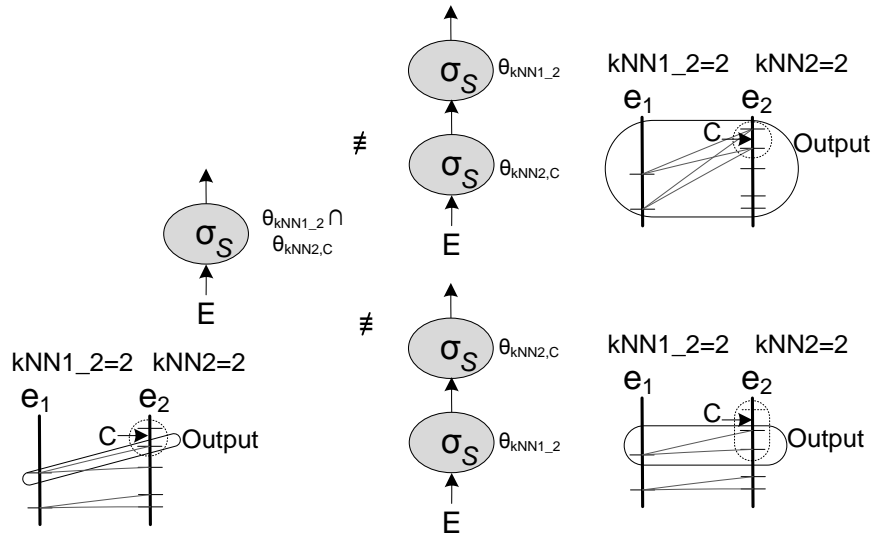 σS
θkNN1_2 ∩
θkNN2,C
E
kNN1_2=2 kNN2=2
e1 e2
C
Output
≢
σS θkNN1_2
σS θkNN2,C
E
kNN1_2=2 kNN2=2
e1 e2
C
Output
≢
σS θkNN2,C
σS θkNN1_2
E
kNN1_2=2 kNN2=2
e1 e2
C
Output